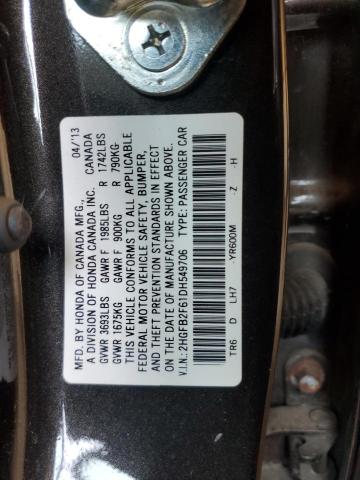 MFD. BY HONDA OF CANADA MFG., 04/13
A DIVISION OF HONDA CANADA INC. CANADA
GVWR 3693LBS GAWR F 1985LBS R 1742LBS
GVWR 1675KG GAWR F 900KG R 790KG
THIS VEHICLE CONFORMS TO ALL APPLICABLE
FEDERAL MOTOR VEHICLE SAFETY, BUMPER,
AND THEFT PREVENTION STANDARDS IN EFFECT
ON THE DATE OF MANUFACTURE SHOWN ABOVE.
V.I.N.: 2HGFB2F61DH549706 TYPE: PASSENGER CAR
TR6 D LH7 -YR600M -Z -H